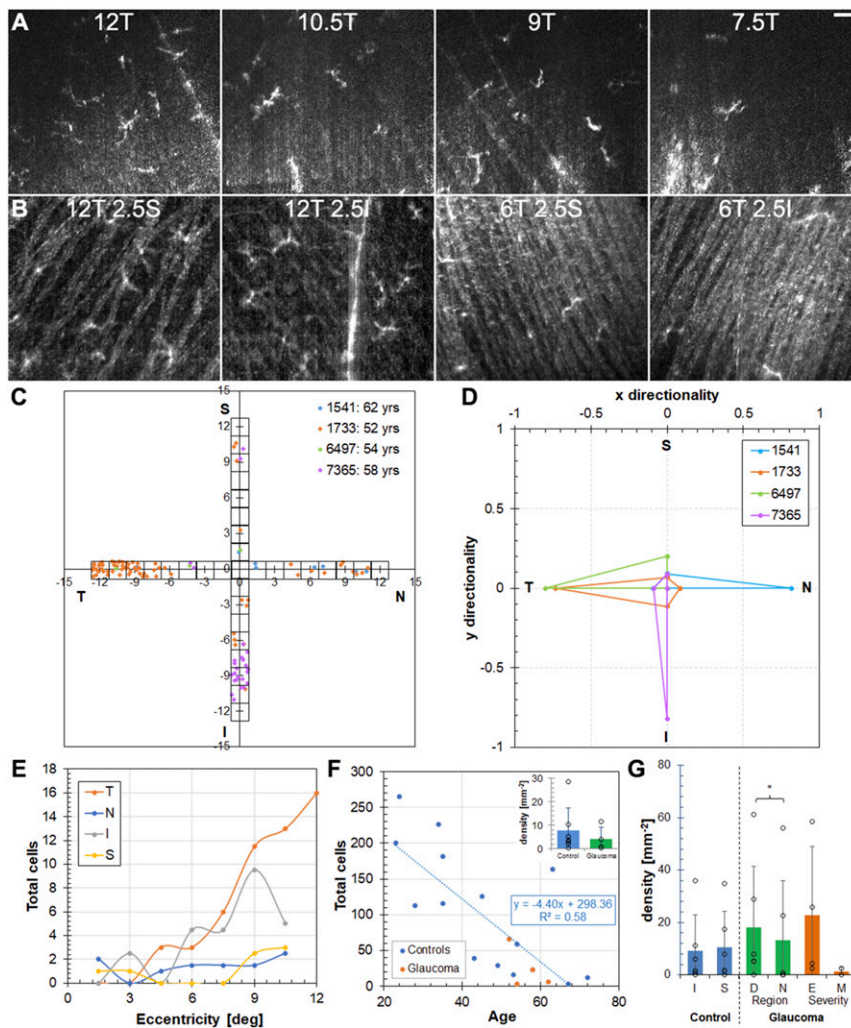 A 12T 10.5T 9T 7.5T
B 12T 2.5S 12T 2.5I 6T 2.5S 6T 2.5I
C
15
S
12
9
6
3
0
-3
-6
-9
-12
I
-15
-15 -12 -9 -6 -3 0 3 6 9 12 15
T N
1541: 62 yrs
1733: 52 yrs
6497: 54 yrs
7365: 58 yrs
D
x directionality
-1 -0.5 0 0.5 1
S
1
0.5
0
-0.5
-1
y directionality
T N
I
1541
1733
6497
7365
E
Total cells
18
16
14
12
10
8
6
4
2
0
T
N
I
S
0 3 6 9 12
Eccentricity [deg]
F
Total cells
300
250
200
150
100
50
0
20 40 60 80
Age
Controls
Glaucoma
y = -4.40x + 298.36
R² = 0.58
density [mm-2]
30
20
10
0
Control Glaucoma
G
density [mm-2]
80
60
40
20
0
*
I S D N E M
Region Severity
Control Glaucoma